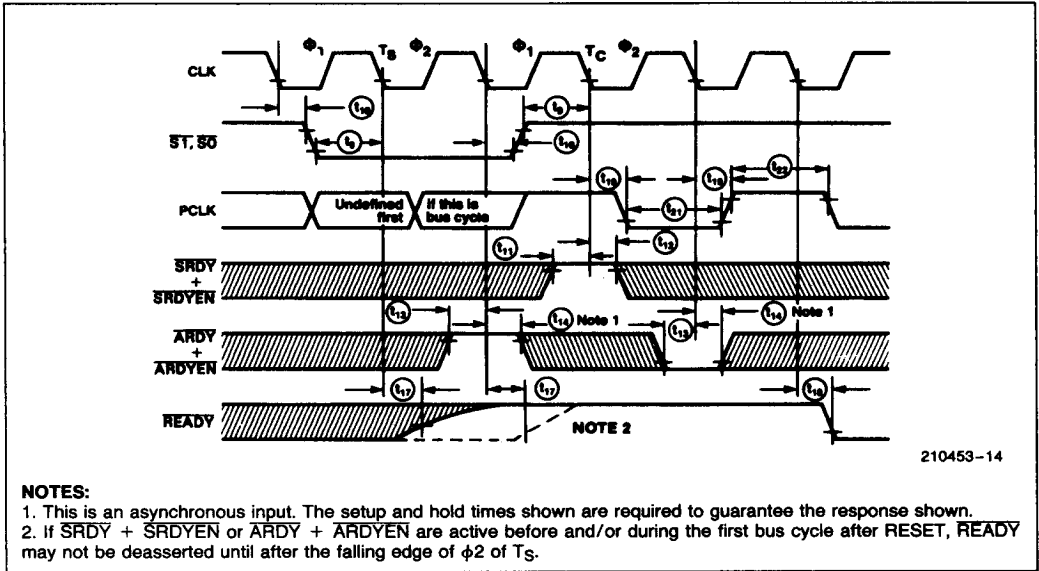 Φ1 TS Φ2 Φ1 TC Φ2
CLK
t16 t9
S1, S0
t9 t16
t19 t19 t22
PCLK Undefined first if this is bus cycle t21
t11 t12
SRDY
+
SRDYEN
t13 t14 Note 1 t13 t14 Note 1
ARDY
+
ARDYEN
t17 t17 t18
READY
NOTE 2
210453–14
NOTES:
1. This is an asynchronous input. The setup and hold times shown are required to guarantee the response shown.
2. If SRDY + SRDYEN or ARDY + ARDYEN are active before and/or during the first bus cycle after RESET, READY
may not be deasserted until after the falling edge of ϕ2 of TS.